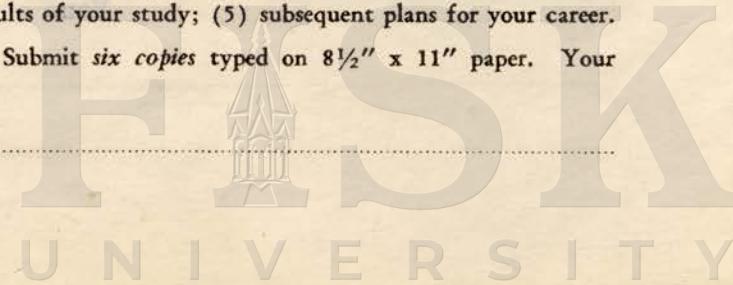 ults of your study; (5) subsequent plans for your career.
Submit six copies typed on 8½" x 11" paper. Your
FISK
UNIVERSITY